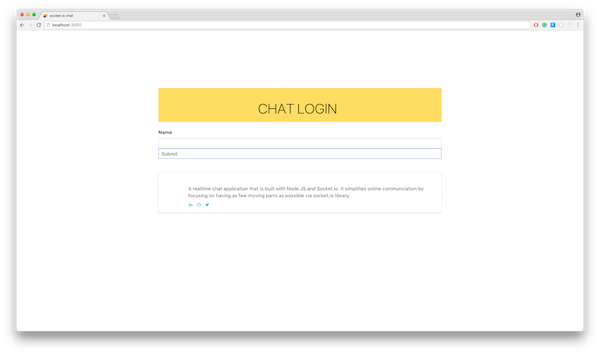 socket.io chat
localhost:3000
CHAT LOGIN
Name
Submit
A realtime chat application that is built with Node.JS and Socket.io. It simplifies online communciation by
focusing on having as few moving parts as possible via socket.io library.
in